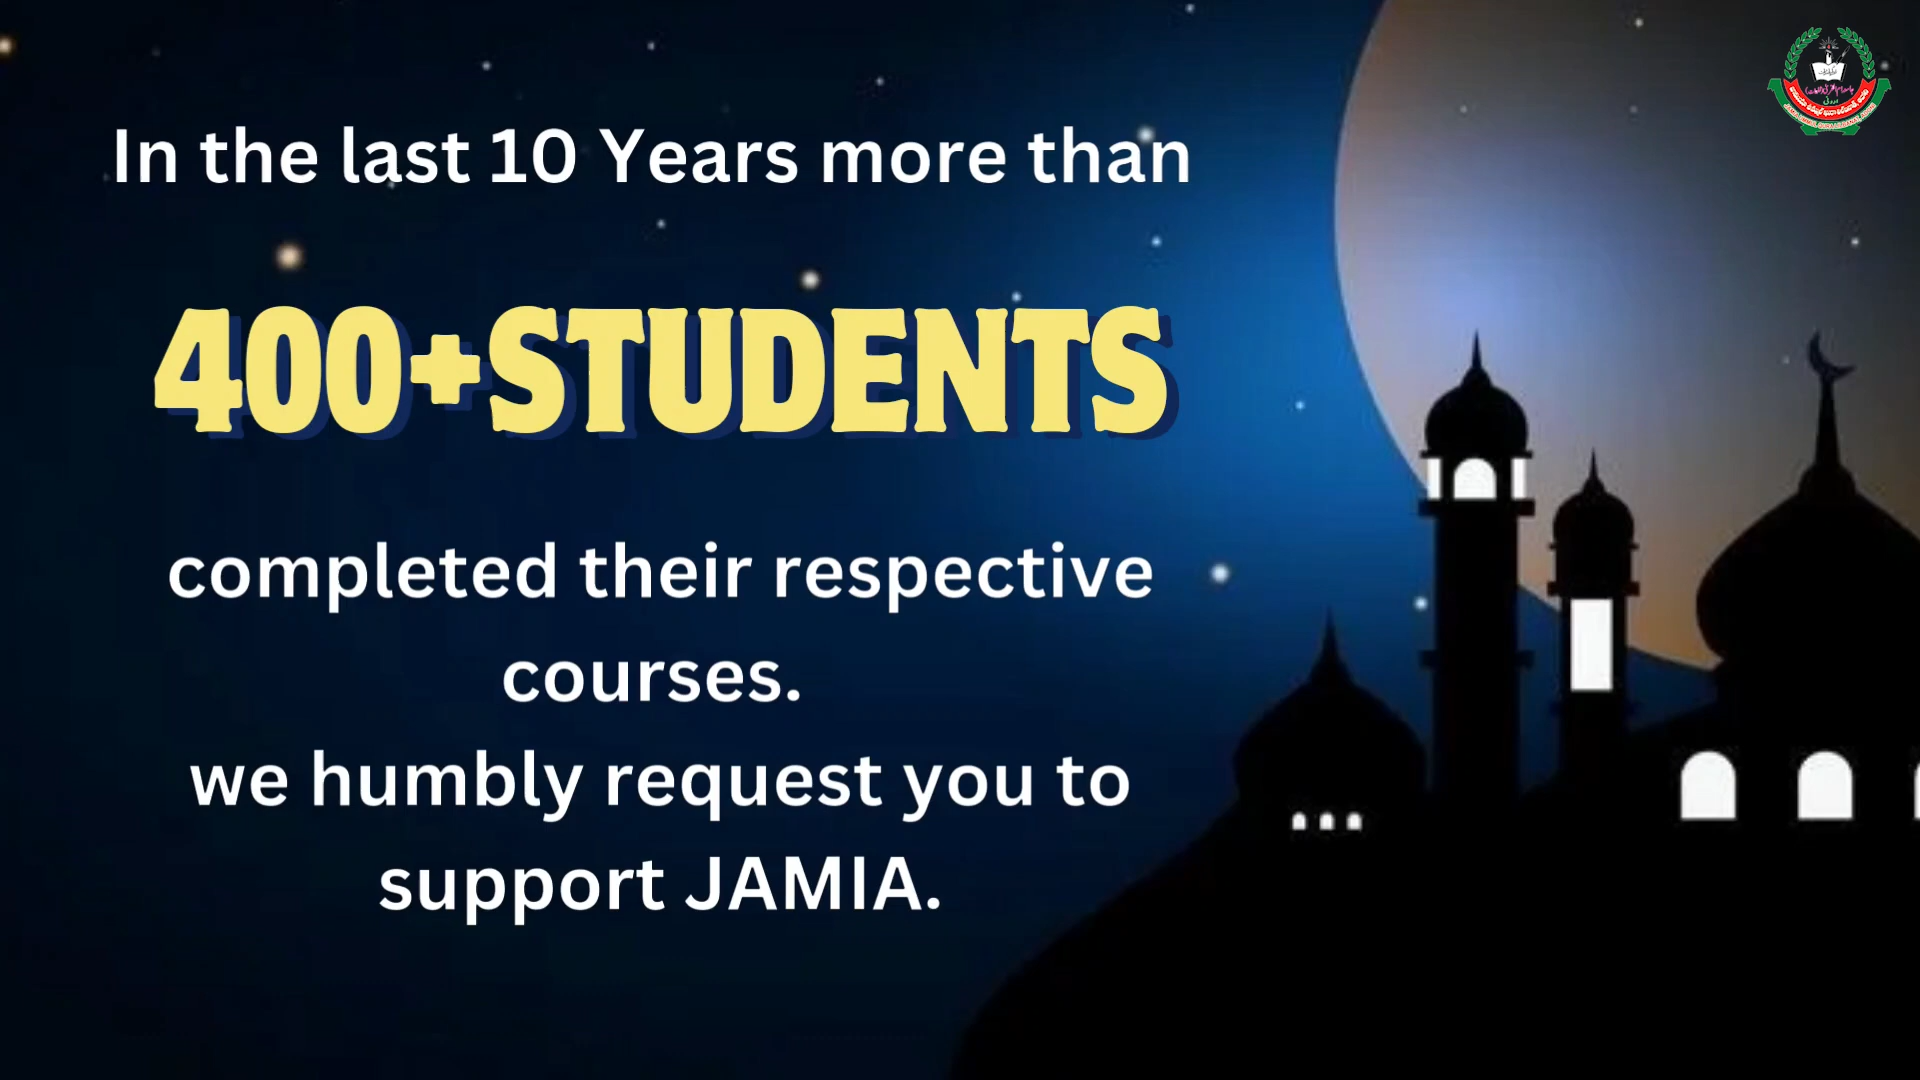 In the last 10 Years more than
400+STUDENTS
completed their respective
courses.
we humbly request you to
support JAMIA.